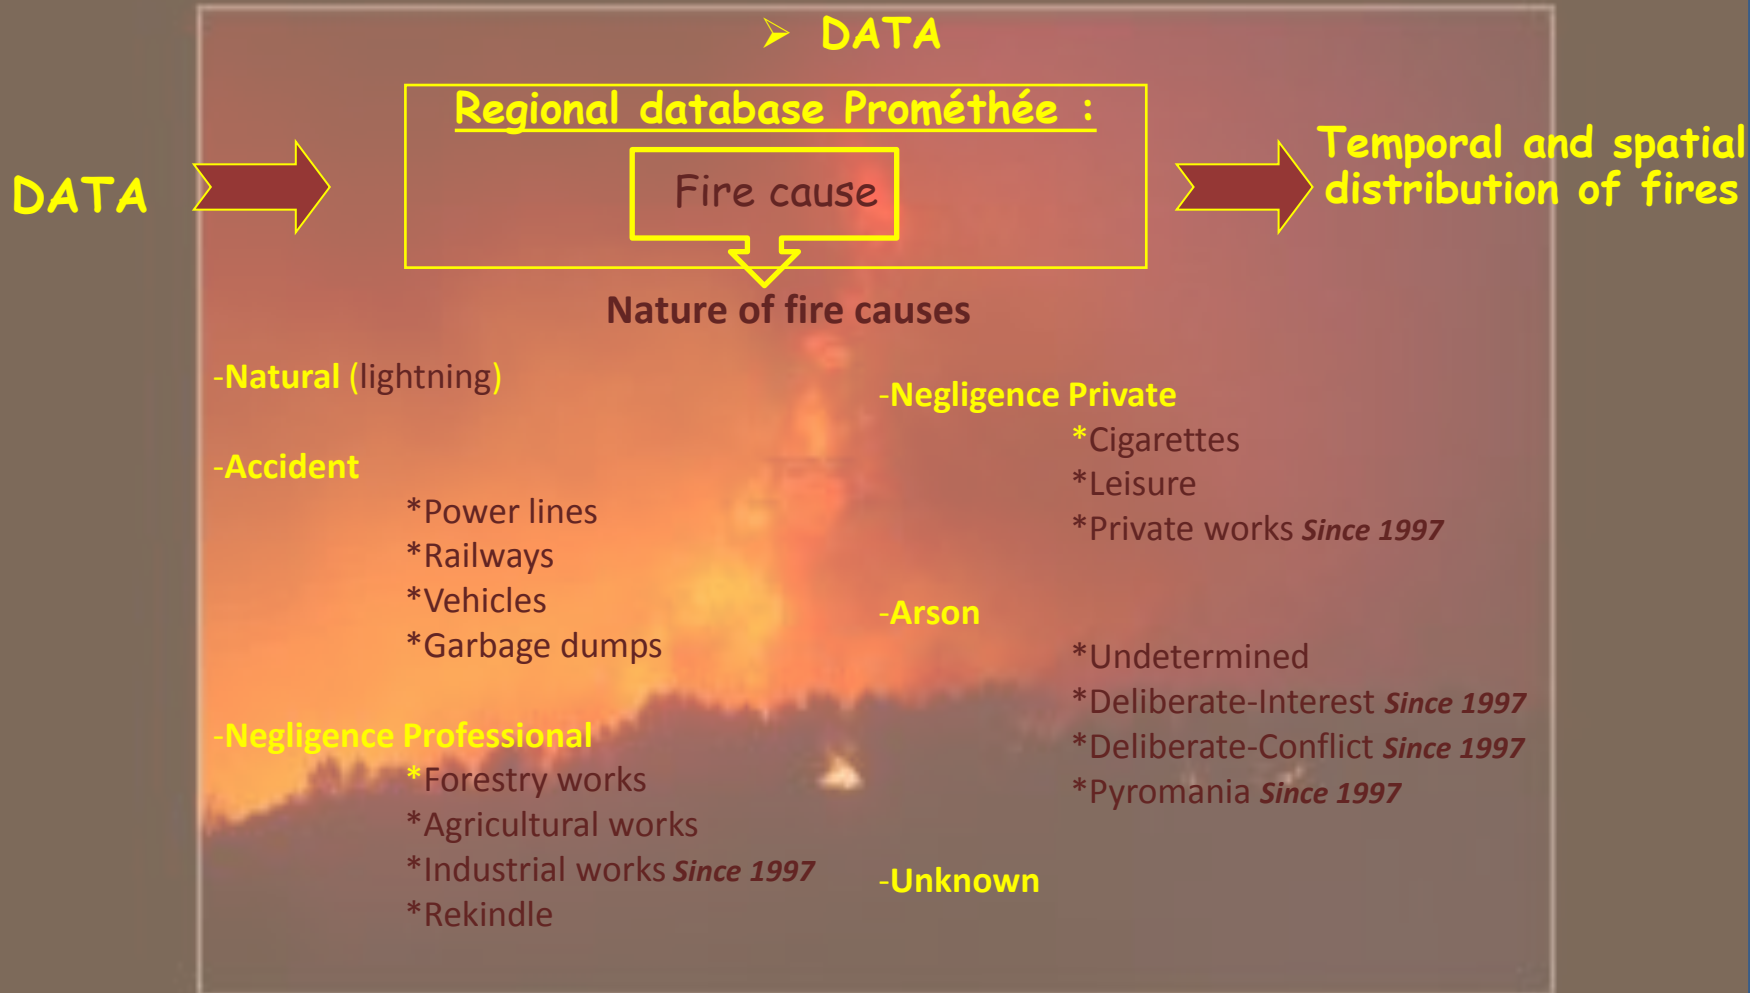 ➢ DATA
Regional database Prométhée :
Fire cause
DATA
Temporal and spatial
distribution of fires
Nature of fire causes
-Natural (lightning)
-Accident
*Power lines
*Railways
*Vehicles
*Garbage dumps
-Negligence Professional
*Forestry works
*Agricultural works
*Industrial works Since 1997
*Rekindle
-Negligence Private
*Cigarettes
*Leisure
*Private works Since 1997
-Arson
*Undetermined
*Deliberate-Interest Since 1997
*Deliberate-Conflict Since 1997
*Pyromania Since 1997
-Unknown